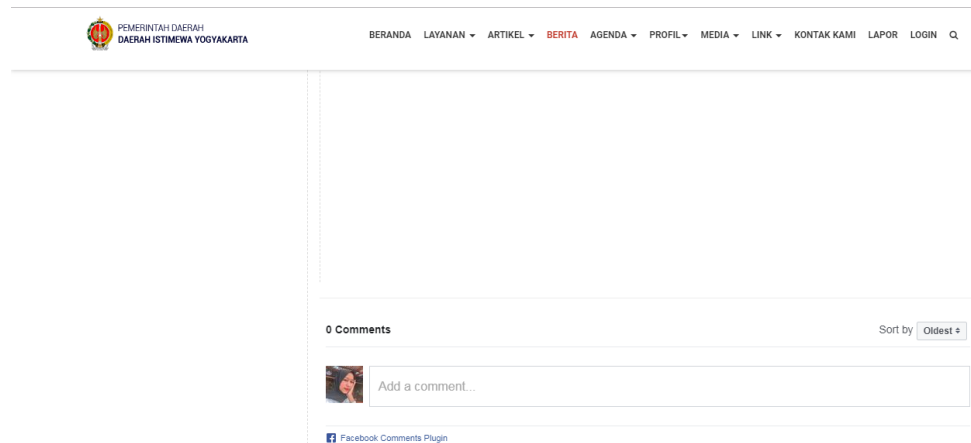 PEMERINTAH DAERAH
DAERAH ISTIMEWA YOGYAKARTA
BERANDA LAYANAN ARTIKEL BERITA AGENDA PROFIL MEDIA LINK KONTAK KAMI LAPOR LOGIN
0 Comments Sort by Oldest
Add a comment...
Facebook Comments Plugin